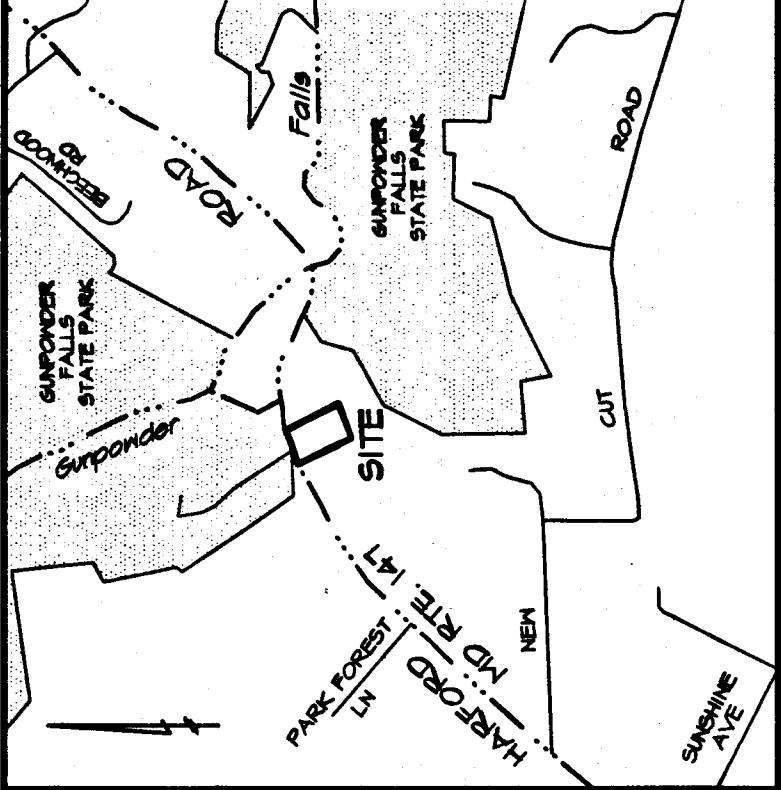 BEECHWOOD
RD
ROAD
Falls
GUNPOWDER
FALLS
STATE PARK
ROAD
GUNPOWDER
FALLS
STATE PARK
Gunpowder
SITE
CUT
PARK FOREST
LN
HARFORD
MD RTE 147
NEW
SUNSHINE
AVE